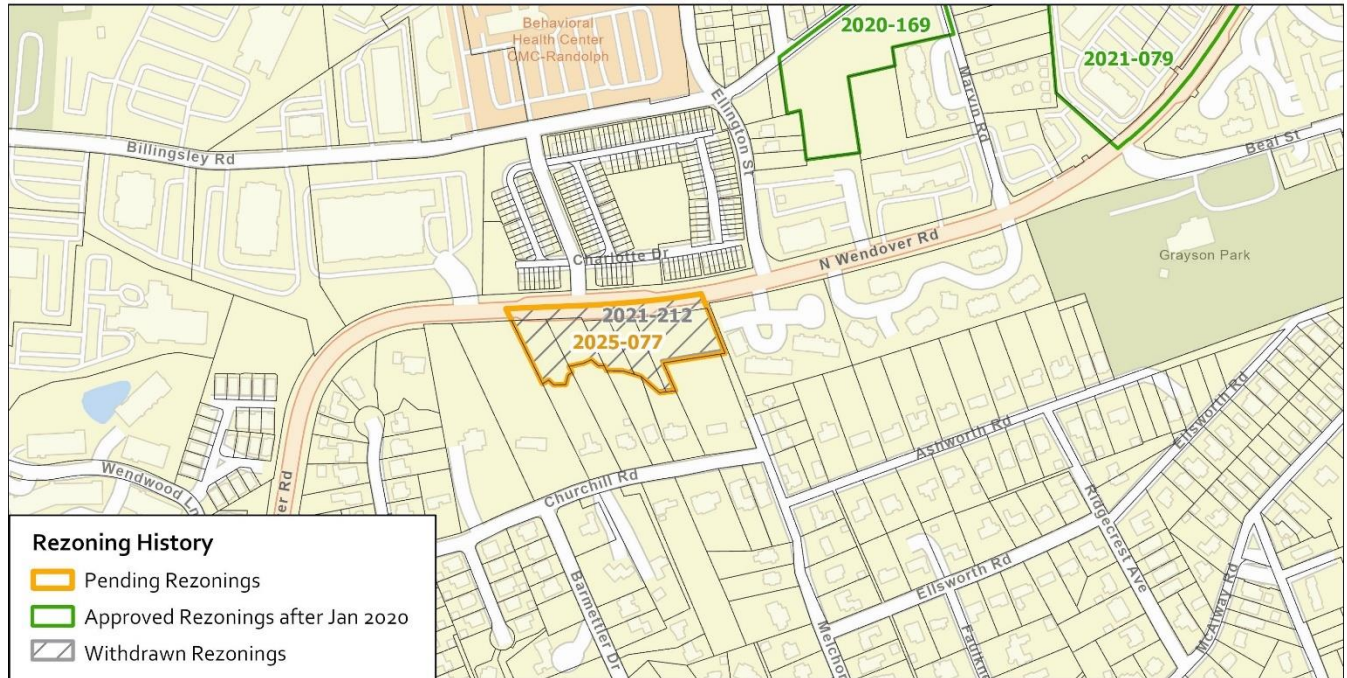 Behavioral
Health Center
CMC-Randolph
2020-169
2021-079
Ellington St
Marvin Rd
Billingsley Rd
Beal St
N Wendover Rd
Charlotte Dr
Grayson Park
2021-212
2025-077
Ashworth Rd
Ellsworth Rd
Wendwood Ln
er Rd
Churchill Rd
Ridgecrest Ave
Barmettler Dr
Ellsworth Rd
McAlway Rd
Melchor
Faulkne
Rezoning History
Pending Rezonings
Approved Rezonings after Jan 2020
Withdrawn Rezonings